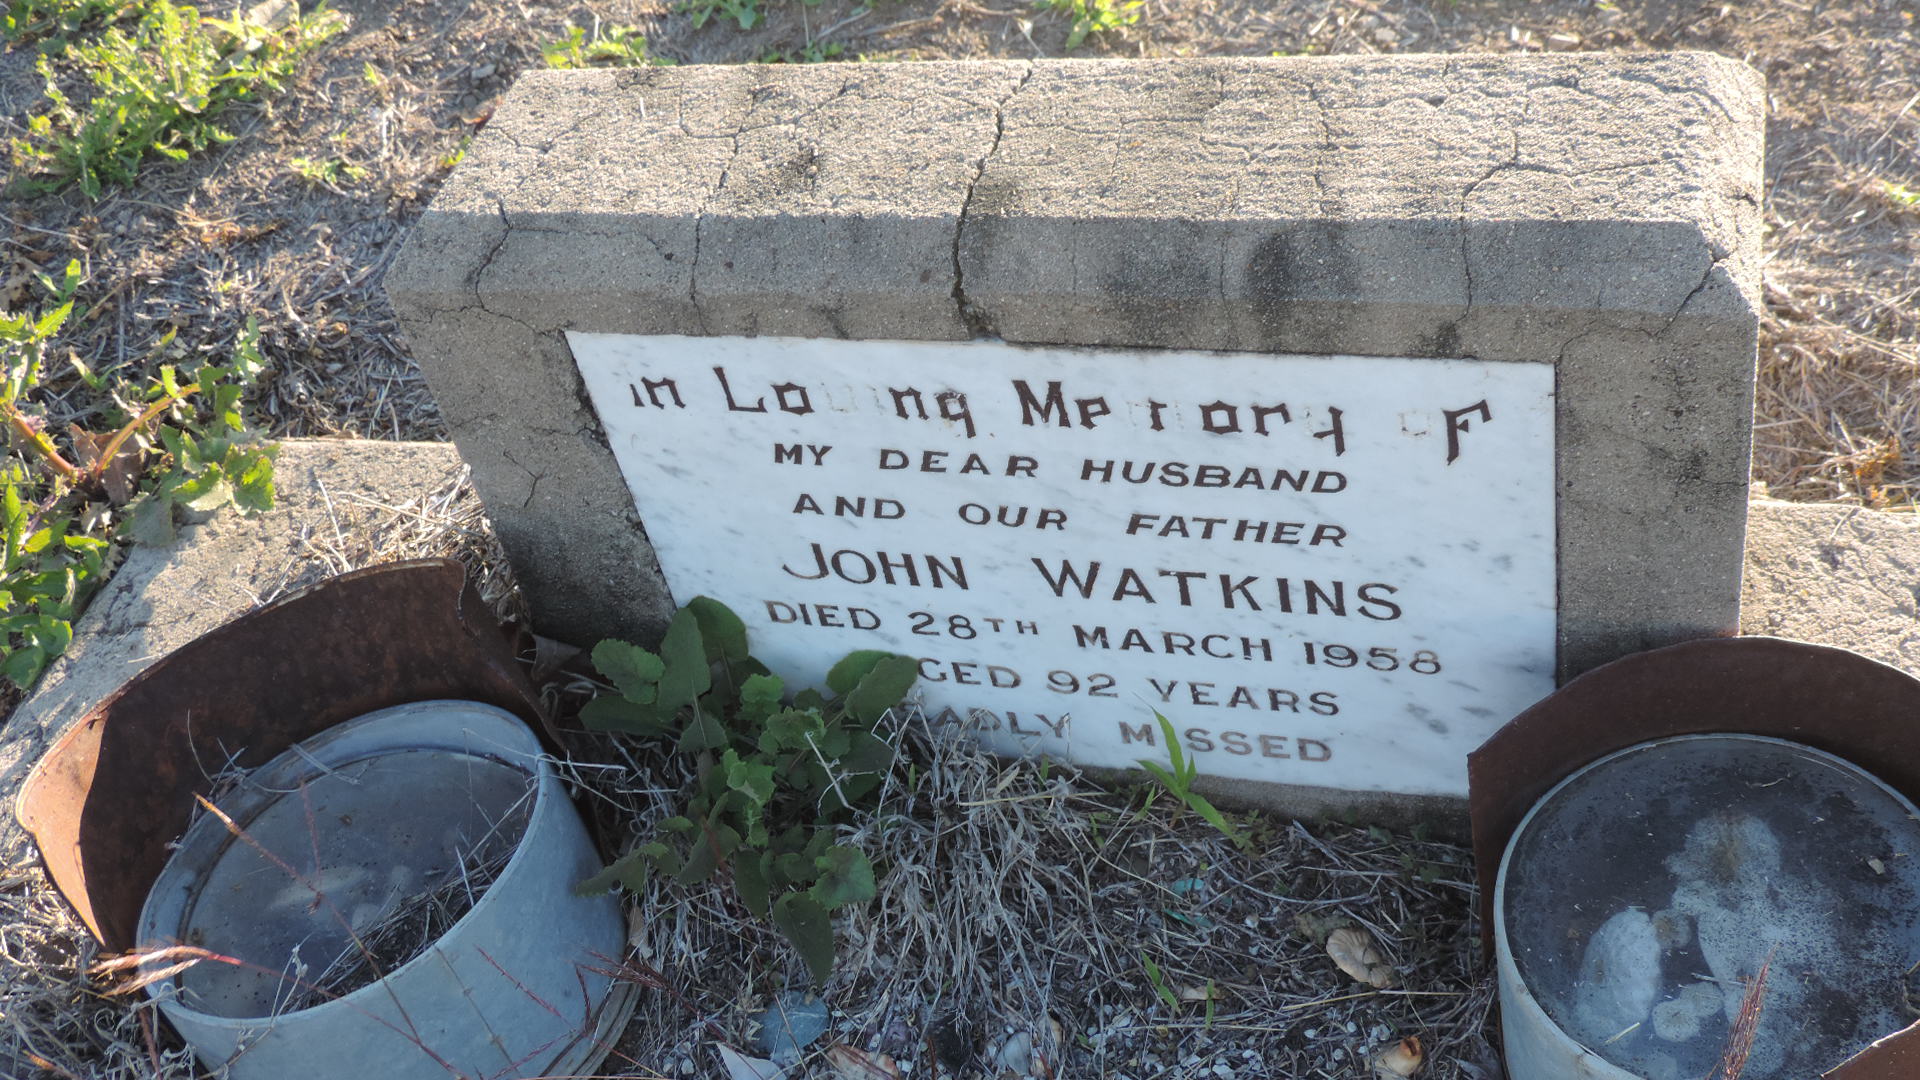 In Loving Memory of
MY DEAR HUSBAND
AND OUR FATHER
JOHN WATKINS
DIED 28TH MARCH 1958
AGED 92 YEARS
SADLY MISSED